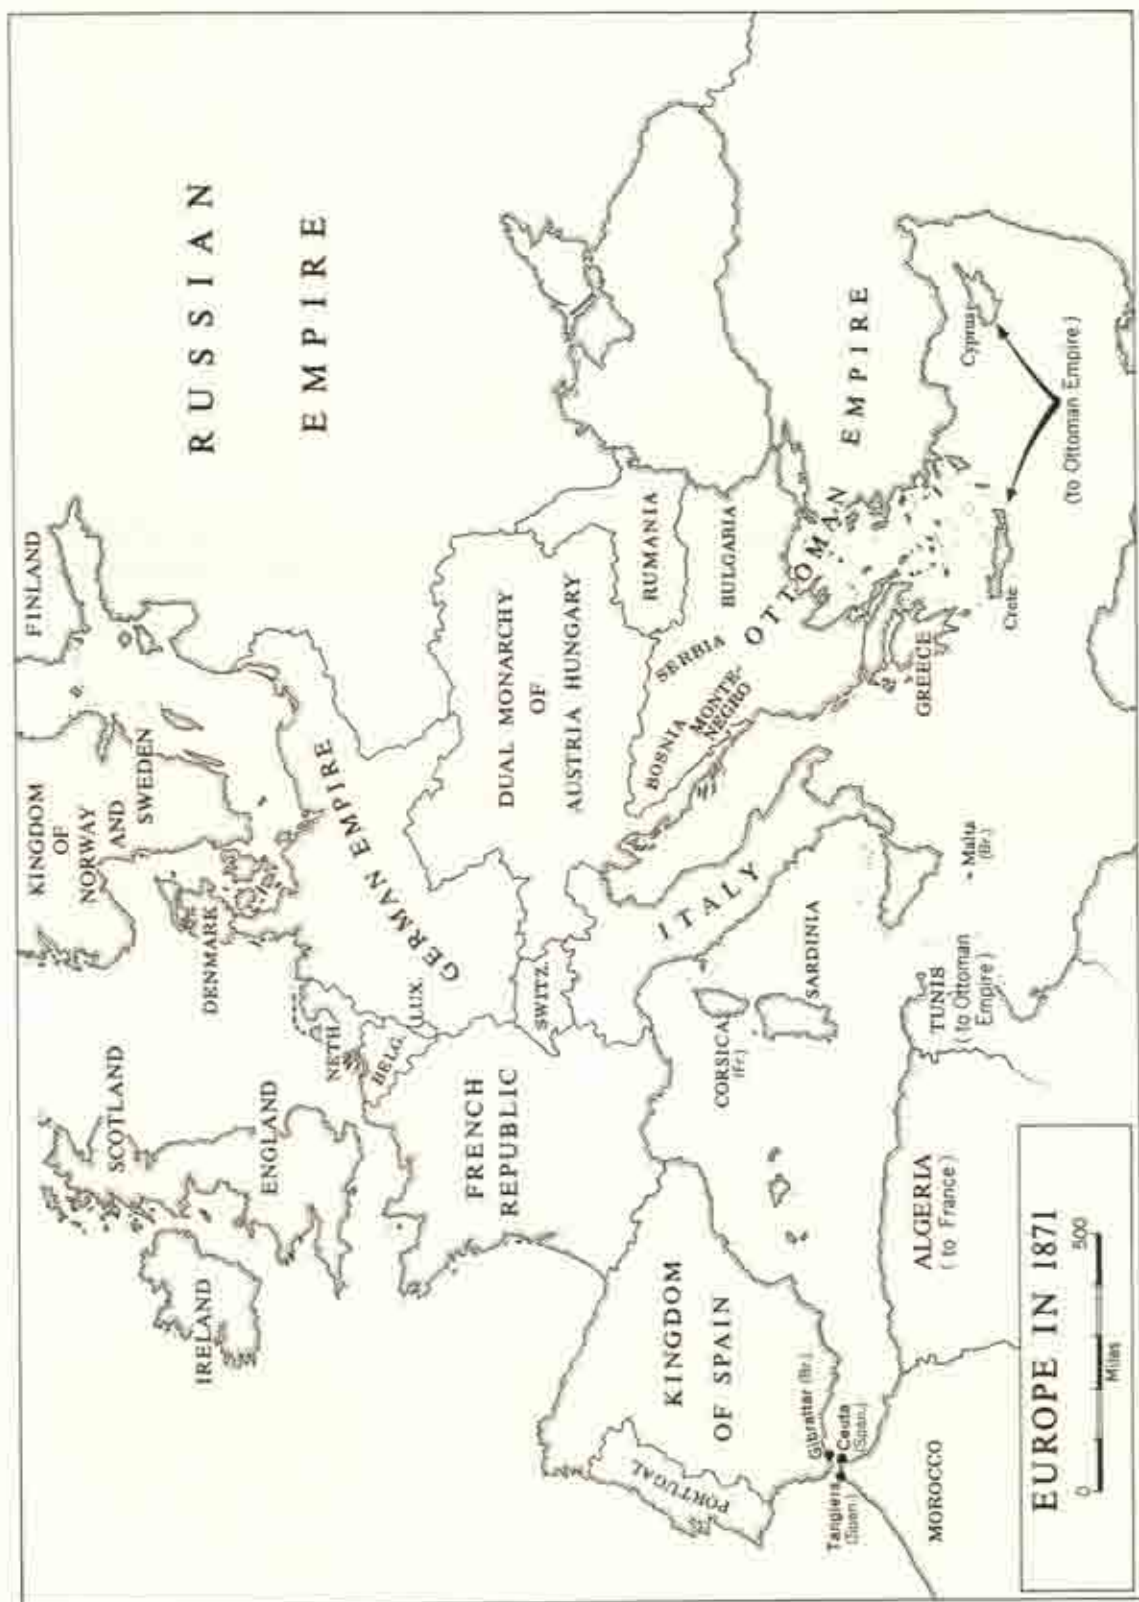 RUSSIAN
EMPIRE
FINLAND
KINGDOM
OF
NORWAY
AND
SWEDEN
DENMARK
SCOTLAND
ENGLAND
IRELAND
NETH.
BELG.
LUX.
GERMAN EMPIRE
FRENCH
REPUBLIC
SWITZ.
DUAL MONARCHY
OF
AUSTRIA HUNGARY
RUMANIA
BULGARIA
SERBIA
BOSNIA
MONTE-
NEGRO
OTTOMAN EMPIRE
GREECE
Crete
Cyprus
(to Ottoman Empire)
ITALY
CORSICA
(Fr.)
SARDINIA
Malta
(Br.)
KINGDOM
OF SPAIN
PORTUGAL
Gibraltar (Br.)
Ceuta
(Span.)
Tangiers
(Span.)
MOROCCO
ALGERIA
(to France)
TUNIS
(to Ottoman
Empire)
EUROPE IN 1871
0 500
Miles